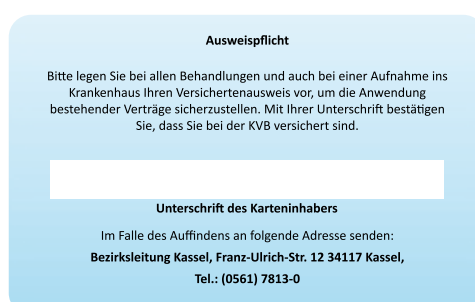 Ausweispflicht
Bitte legen Sie bei allen Behandlungen und auch bei einer Aufnahme ins
Krankenhaus Ihren Versichertenausweis vor, um die Anwendung
bestehender Verträge sicherzustellen. Mit Ihrer Unterschrift bestätigen
Sie, dass Sie bei der KVB versichert sind.
Unterschrift des Karteninhabers
Im Falle des Auffindens an folgende Adresse senden:
Bezirksleitung Kassel, Franz-Ulrich-Str. 12 34117 Kassel,
Tel.: (0561) 7813-0